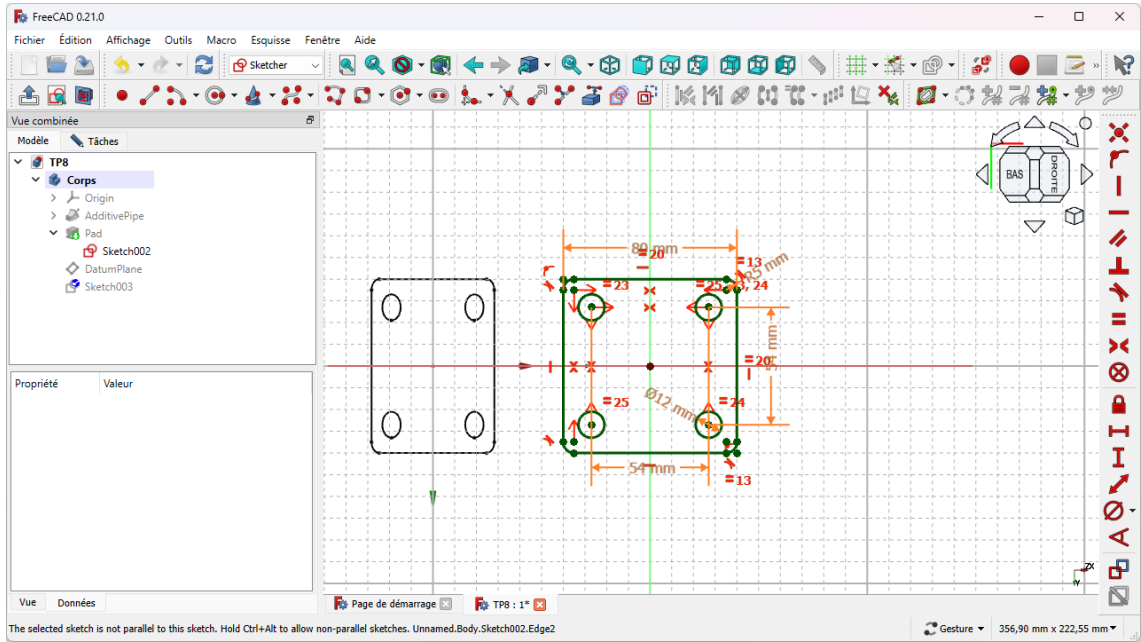 FreeCAD 0.21.0
Fichier Édition Affichage Outils Macro Esquisse Fenêtre Aide
Sketcher
Vue combinée
Modèle Tâches
TP8
Corps
Origin
AdditivePipe
Pad
Sketch002
DatumPlane
Sketch003
Propriété Valeur
BAS DROITE
80 mm
20
13
R5 mm
23
25
3, 24
54 mm
20
25
Ø12 mm
24
54 mm
13
ZX
Y
Vue Données
Page de démarrage TP8 : 1*
The selected sketch is not parallel to this sketch. Hold Ctrl+Alt to allow non-parallel sketches. Unnamed.Body.Sketch002.Edge2
Gesture 356,90 mm x 222,55 mm